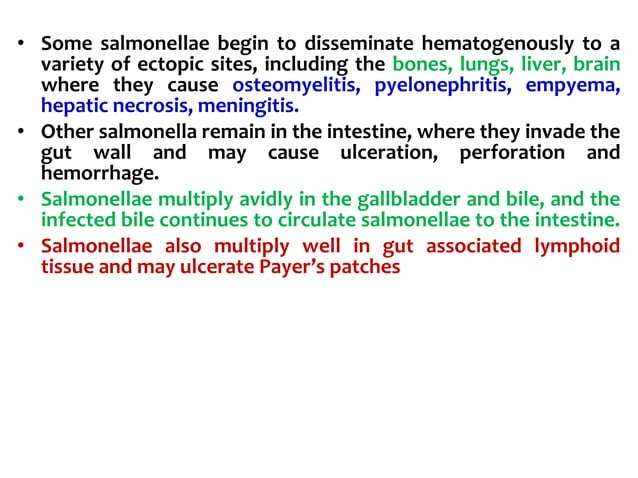 • Some salmonellae begin to disseminate hematogenously to a
variety of ectopic sites, including the bones, lungs, liver, brain
where they cause osteomyelitis, pyelonephritis, empyema,
hepatic necrosis, meningitis.
• Other salmonella remain in the intestine, where they invade the
gut wall and may cause ulceration, perforation and
hemorrhage.
• Salmonellae multiply avidly in the gallbladder and bile, and the
infected bile continues to circulate salmonellae to the intestine.
• Salmonellae also multiply well in gut associated lymphoid
tissue and may ulcerate Payer’s patches